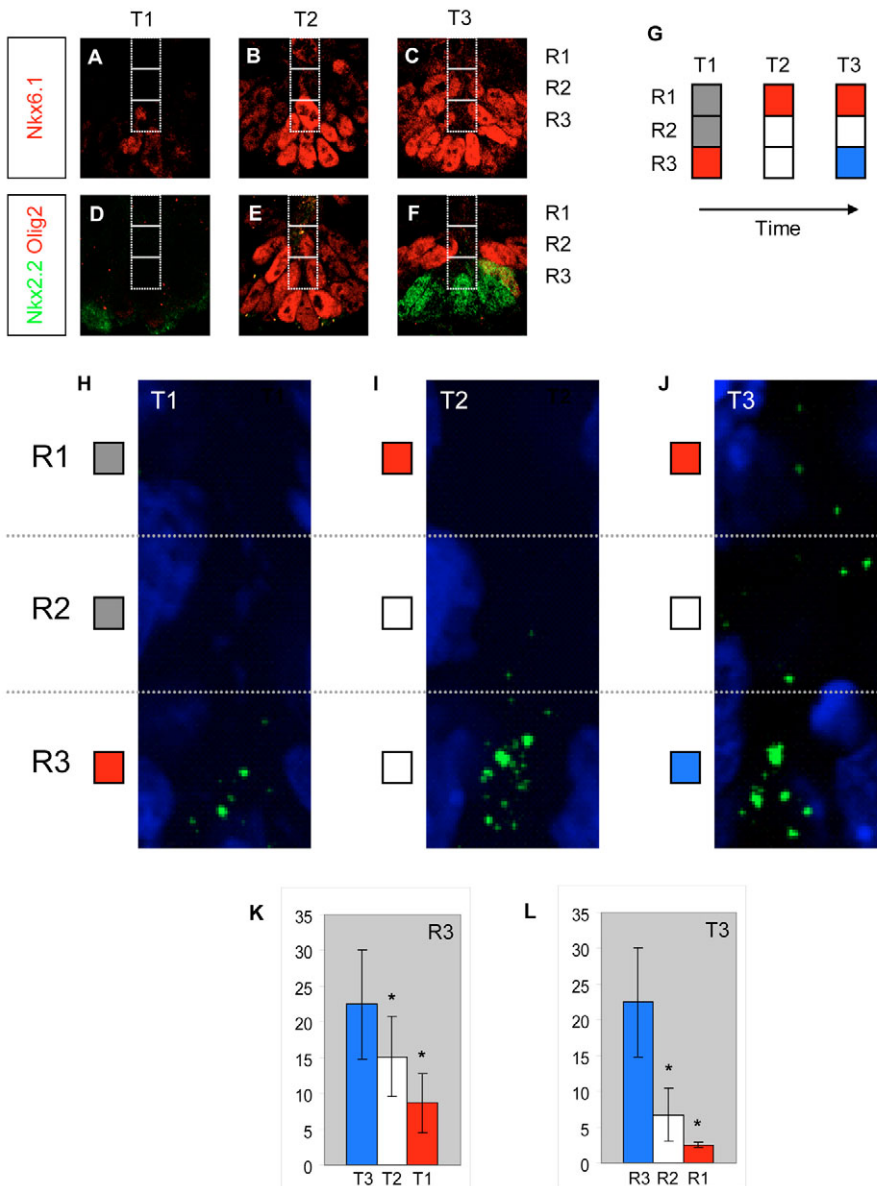 T1 T2 T3
Nkx6.1
A B C
R1
R2
R3
G
T1 T2 T3
R1
R2
R3
Time
Nkx2.2 Olig2
D E F
R1
R2
R3
H I J
T1 T2 T3
R1
R2
R3
K
35
30
25
20
15
10
5
0
R3
*
*
T3 T2 T1
L
35
30
25
20
15
10
5
0
T3
*
*
R3 R2 R1